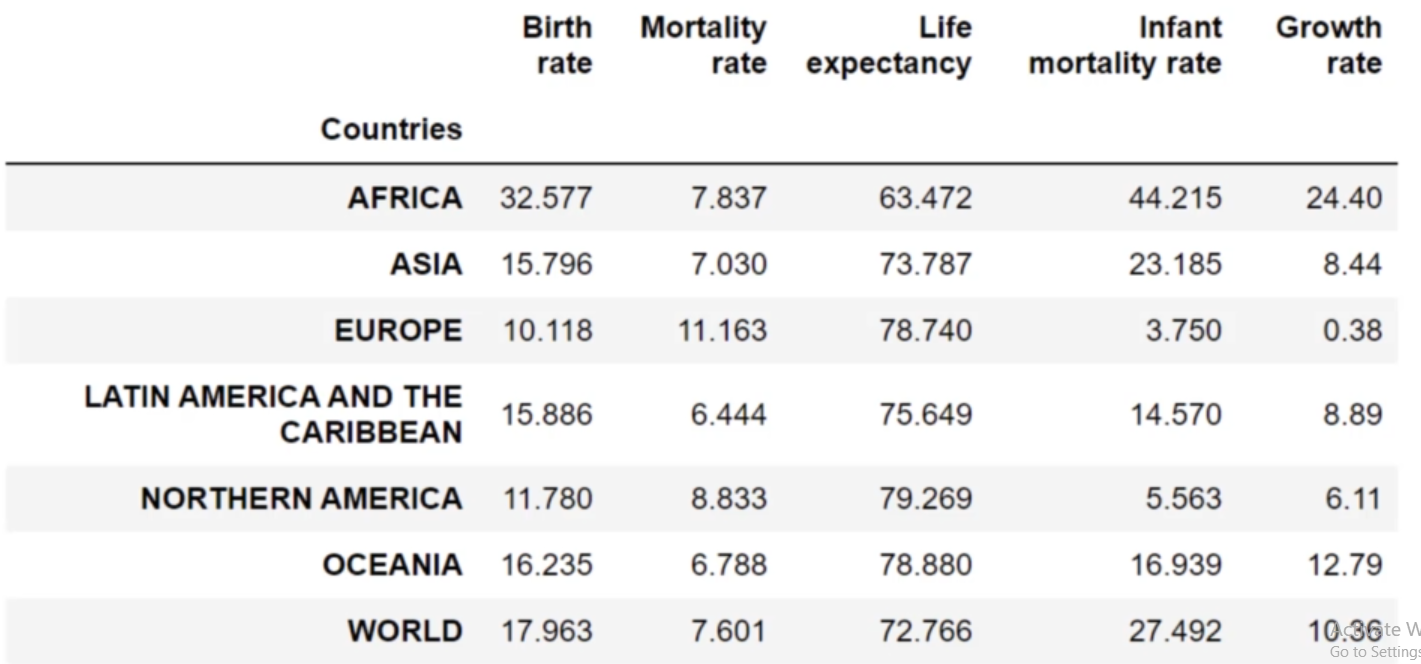 Birth Mortality Life Infant Growth
rate rate expectancy mortality rate rate
Countries
AFRICA 32.577 7.837 63.472 44.215 24.40
ASIA 15.796 7.030 73.787 23.185 8.44
EUROPE 10.118 11.163 78.740 3.750 0.38
LATIN AMERICA AND THE
CARIBBEAN 15.886 6.444 75.649 14.570 8.89
NORTHERN AMERICA 11.780 8.833 79.269 5.563 6.11
OCEANIA 16.235 6.788 78.880 16.939 12.79
WORLD 17.963 7.601 72.766 27.492 10.36
Activate W
Go to Settings